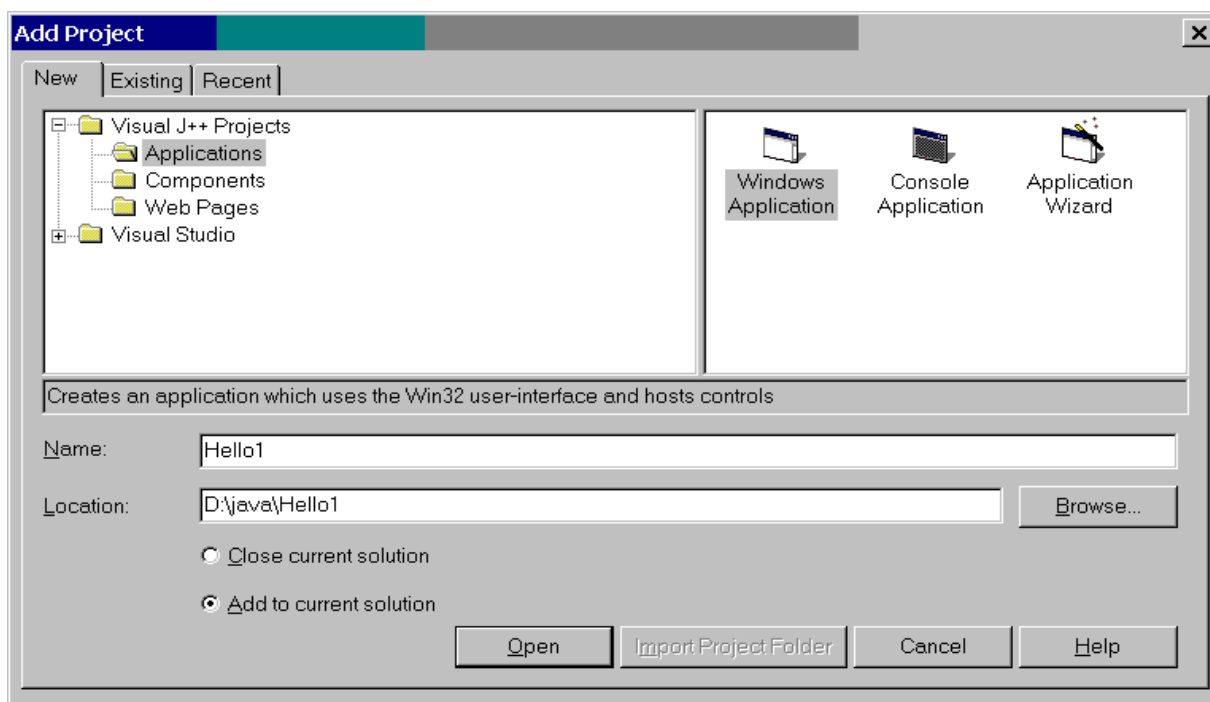 Add Project
New Existing Recent
Visual J++ Projects
Applications
Components
Web Pages
Visual Studio
Windows Application
Console Application
Application Wizard
Creates an application which uses the Win32 user-interface and hosts controls
Name: Hello1
Location: D:\java\Hello1 Browse...
Close current solution
Add to current solution
Open Import Project Folder Cancel Help